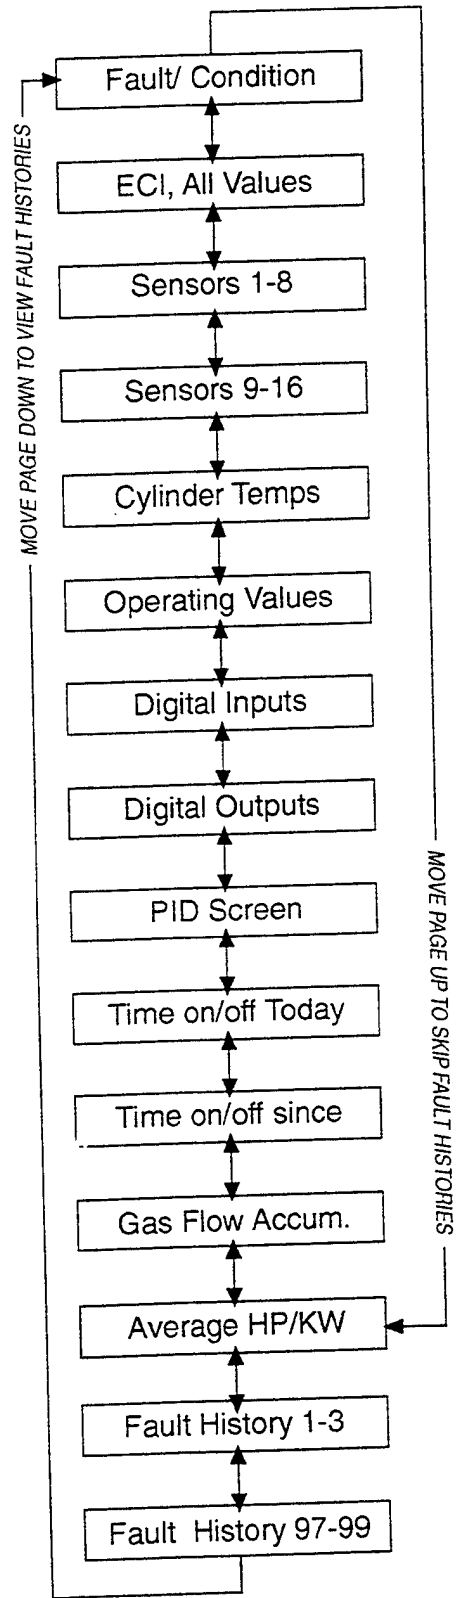 Fault/ Condition
ECI, All Values
Sensors 1-8
Sensors 9-16
Cylinder Temps
Operating Values
Digital Inputs
Digital Outputs
PID Screen
Time on/off Today
Time on/off since
Gas Flow Accum.
Average HP/KW
Fault History 1-3
Fault History 97-99
MOVE PAGE DOWN TO VIEW FAULT HISTORIES
MOVE PAGE UP TO SKIP FAULT HISTORIES